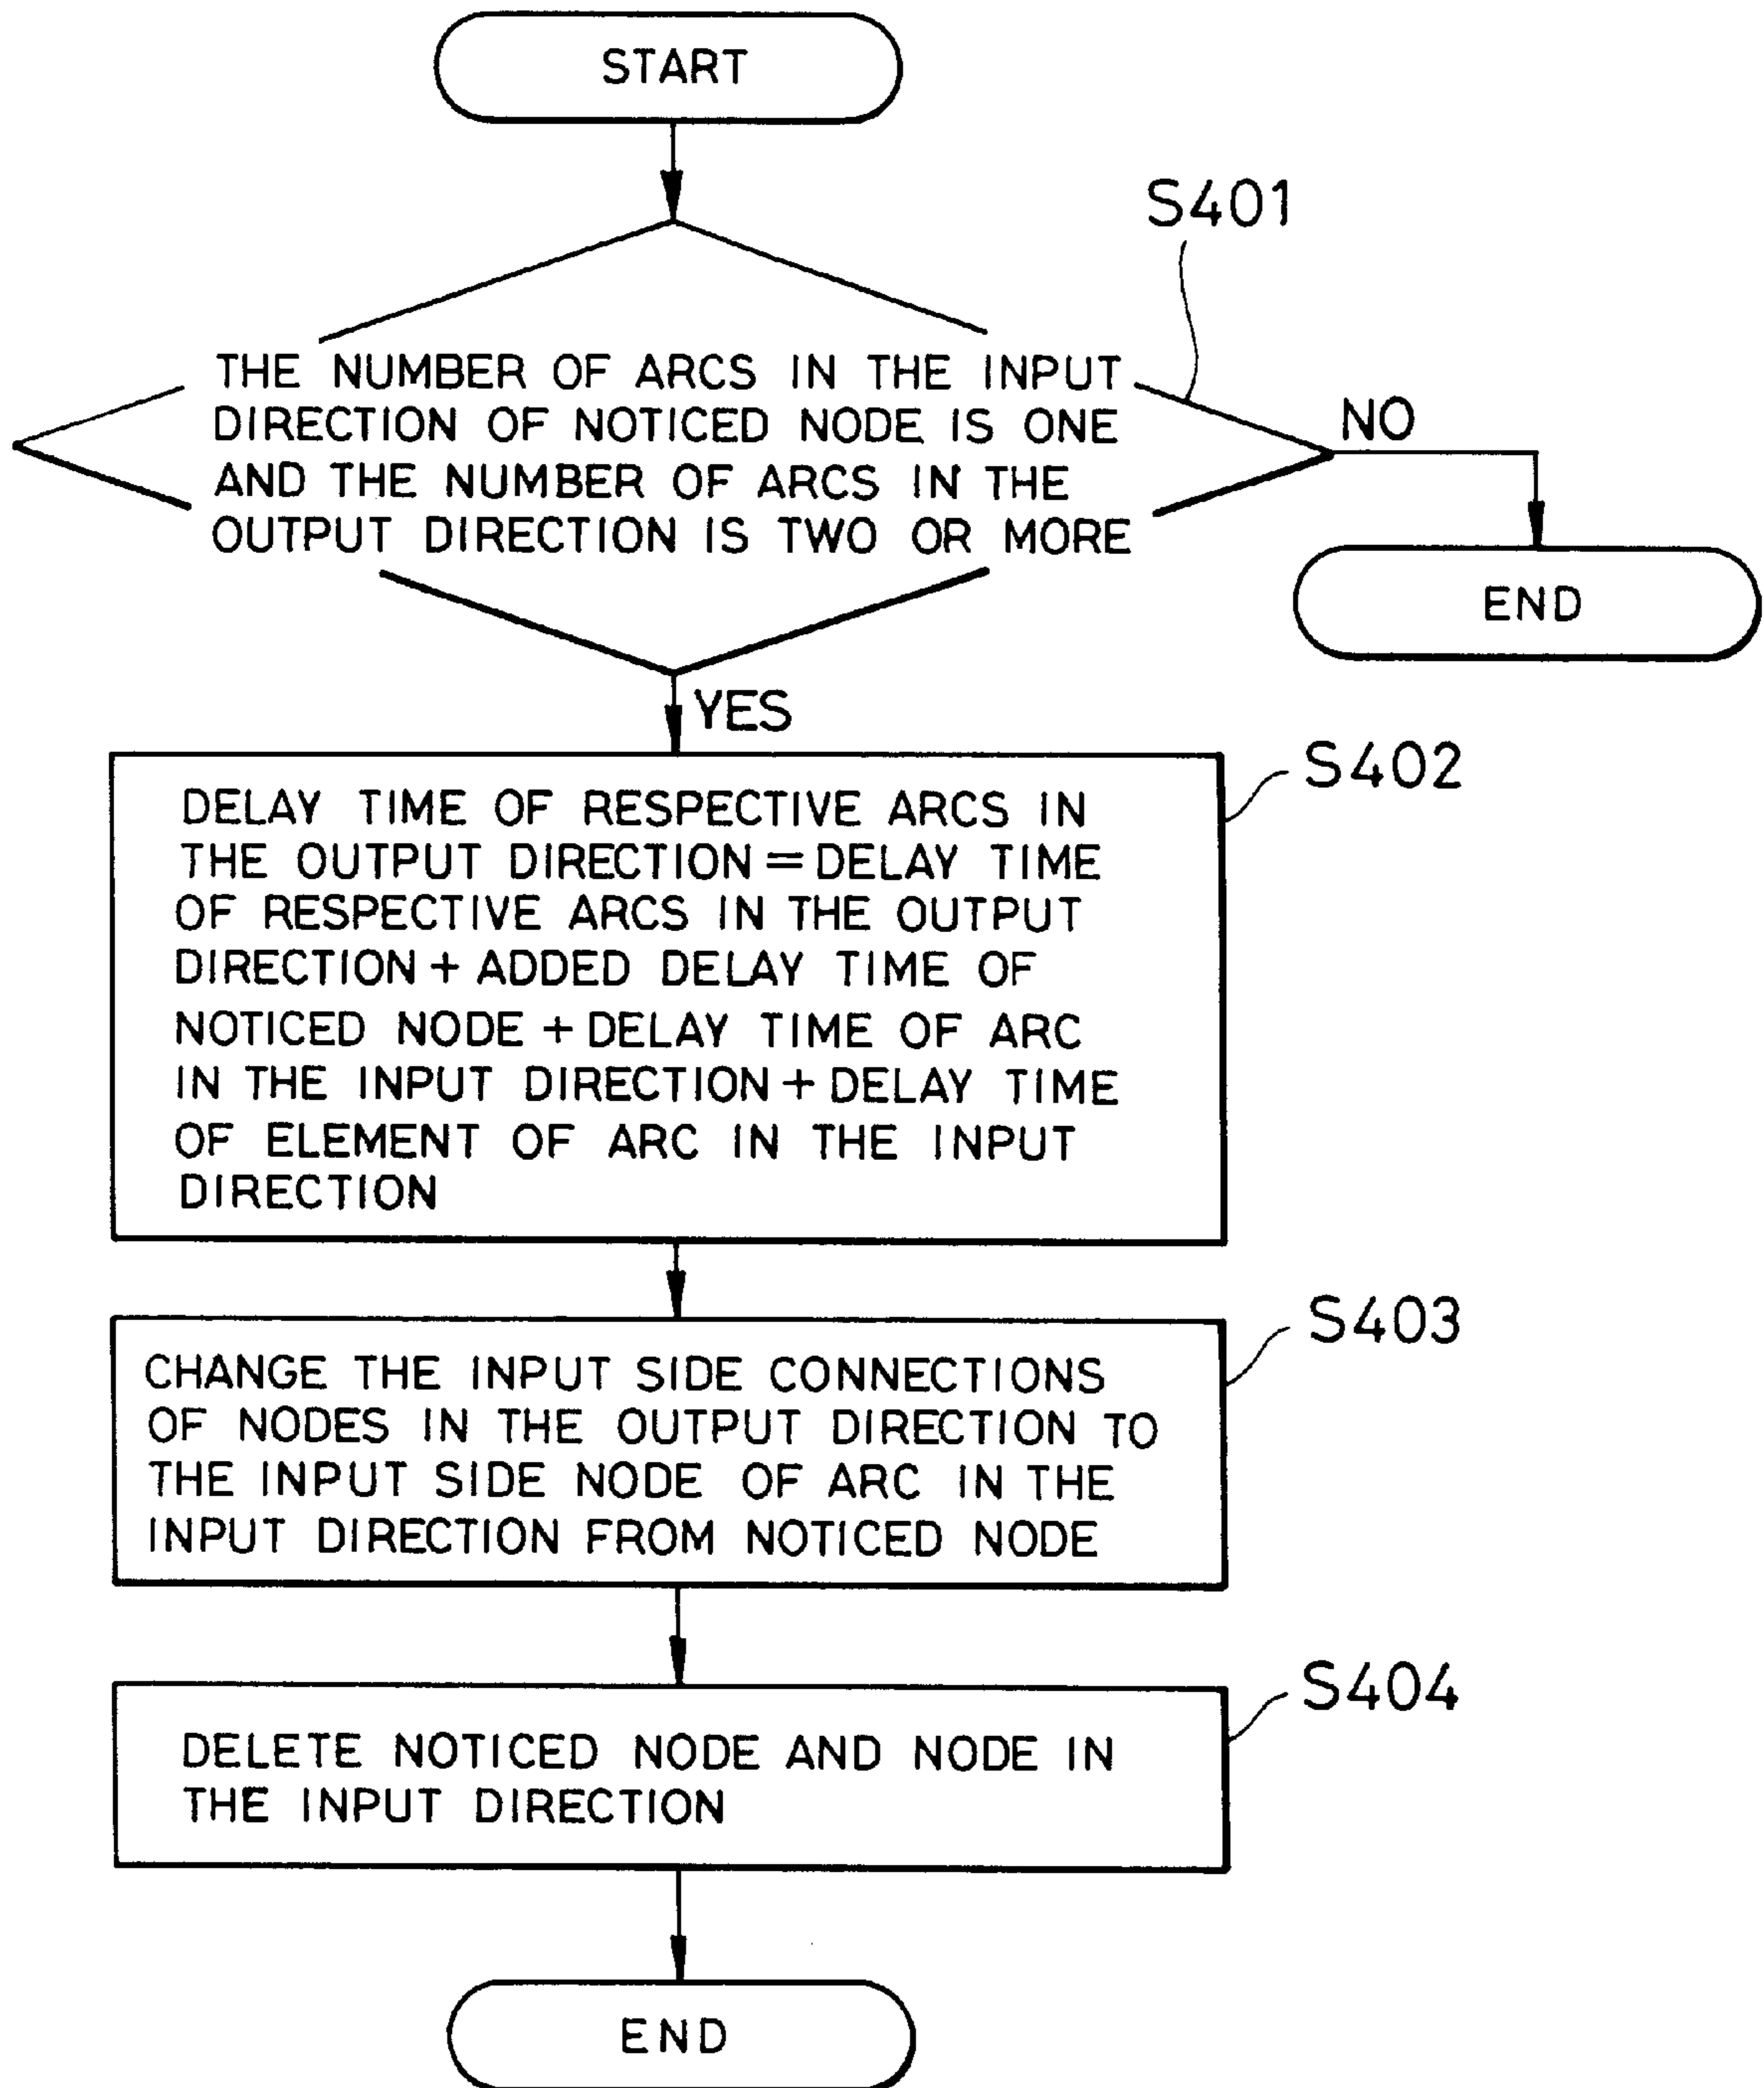 START
S401
THE NUMBER OF ARCS IN THE INPUT
DIRECTION OF NOTICED NODE IS ONE
AND THE NUMBER OF ARCS IN THE
OUTPUT DIRECTION IS TWO OR MORE
NO
END
YES
S402
DELAY TIME OF RESPECTIVE ARCS IN
THE OUTPUT DIRECTION = DELAY TIME
OF RESPECTIVE ARCS IN THE OUTPUT
DIRECTION + ADDED DELAY TIME OF
NOTICED NODE + DELAY TIME OF ARC
IN THE INPUT DIRECTION + DELAY TIME
OF ELEMENT OF ARC IN THE INPUT
DIRECTION
S403
CHANGE THE INPUT SIDE CONNECTIONS
OF NODES IN THE OUTPUT DIRECTION TO
THE INPUT SIDE NODE OF ARC IN THE
INPUT DIRECTION FROM NOTICED NODE
S404
DELETE NOTICED NODE AND NODE IN
THE INPUT DIRECTION
END